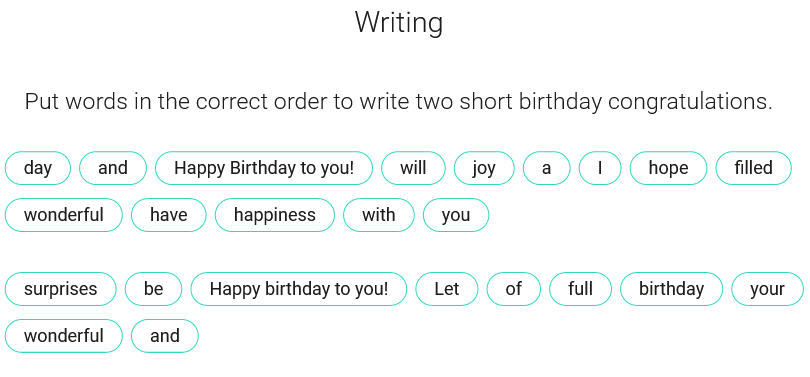 Writing
Put words in the correct order to write two short birthday congratulations.
day and Happy Birthday to you! will joy a I hope filled
wonderful have happiness with you
surprises be Happy birthday to you! Let of full birthday your
wonderful and